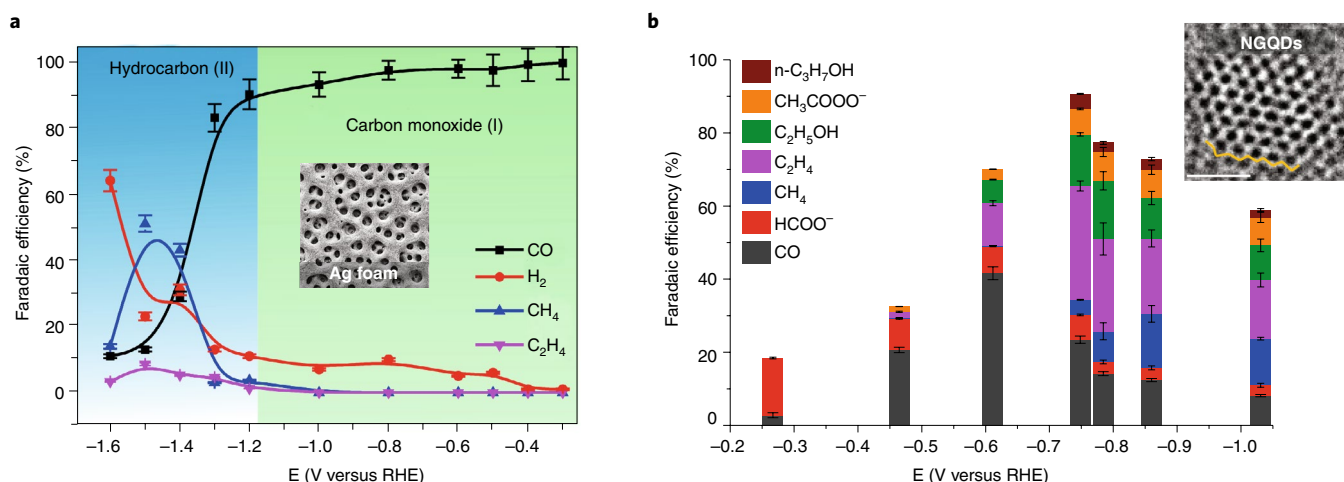 a
Faradaic efficiency (%)
100
80
60
40
20
0
Hydrocarbon (II)
Carbon monoxide (I)
Ag foam
CO
H₂
CH₄
C₂H₄
−1.6 −1.4 −1.2 −1.0 −0.8 −0.6 −0.4
E (V versus RHE)
b
Faradaic efficiency (%)
100
80
60
40
20
0
n-C₃H₇OH
CH₃COOO⁻
C₂H₅OH
C₂H₄
CH₄
HCOO⁻
CO
NGQDs
−0.2 −0.3 −0.4 −0.5 −0.6 −0.7 −0.8 −0.9 −1.0
E (V versus RHE)